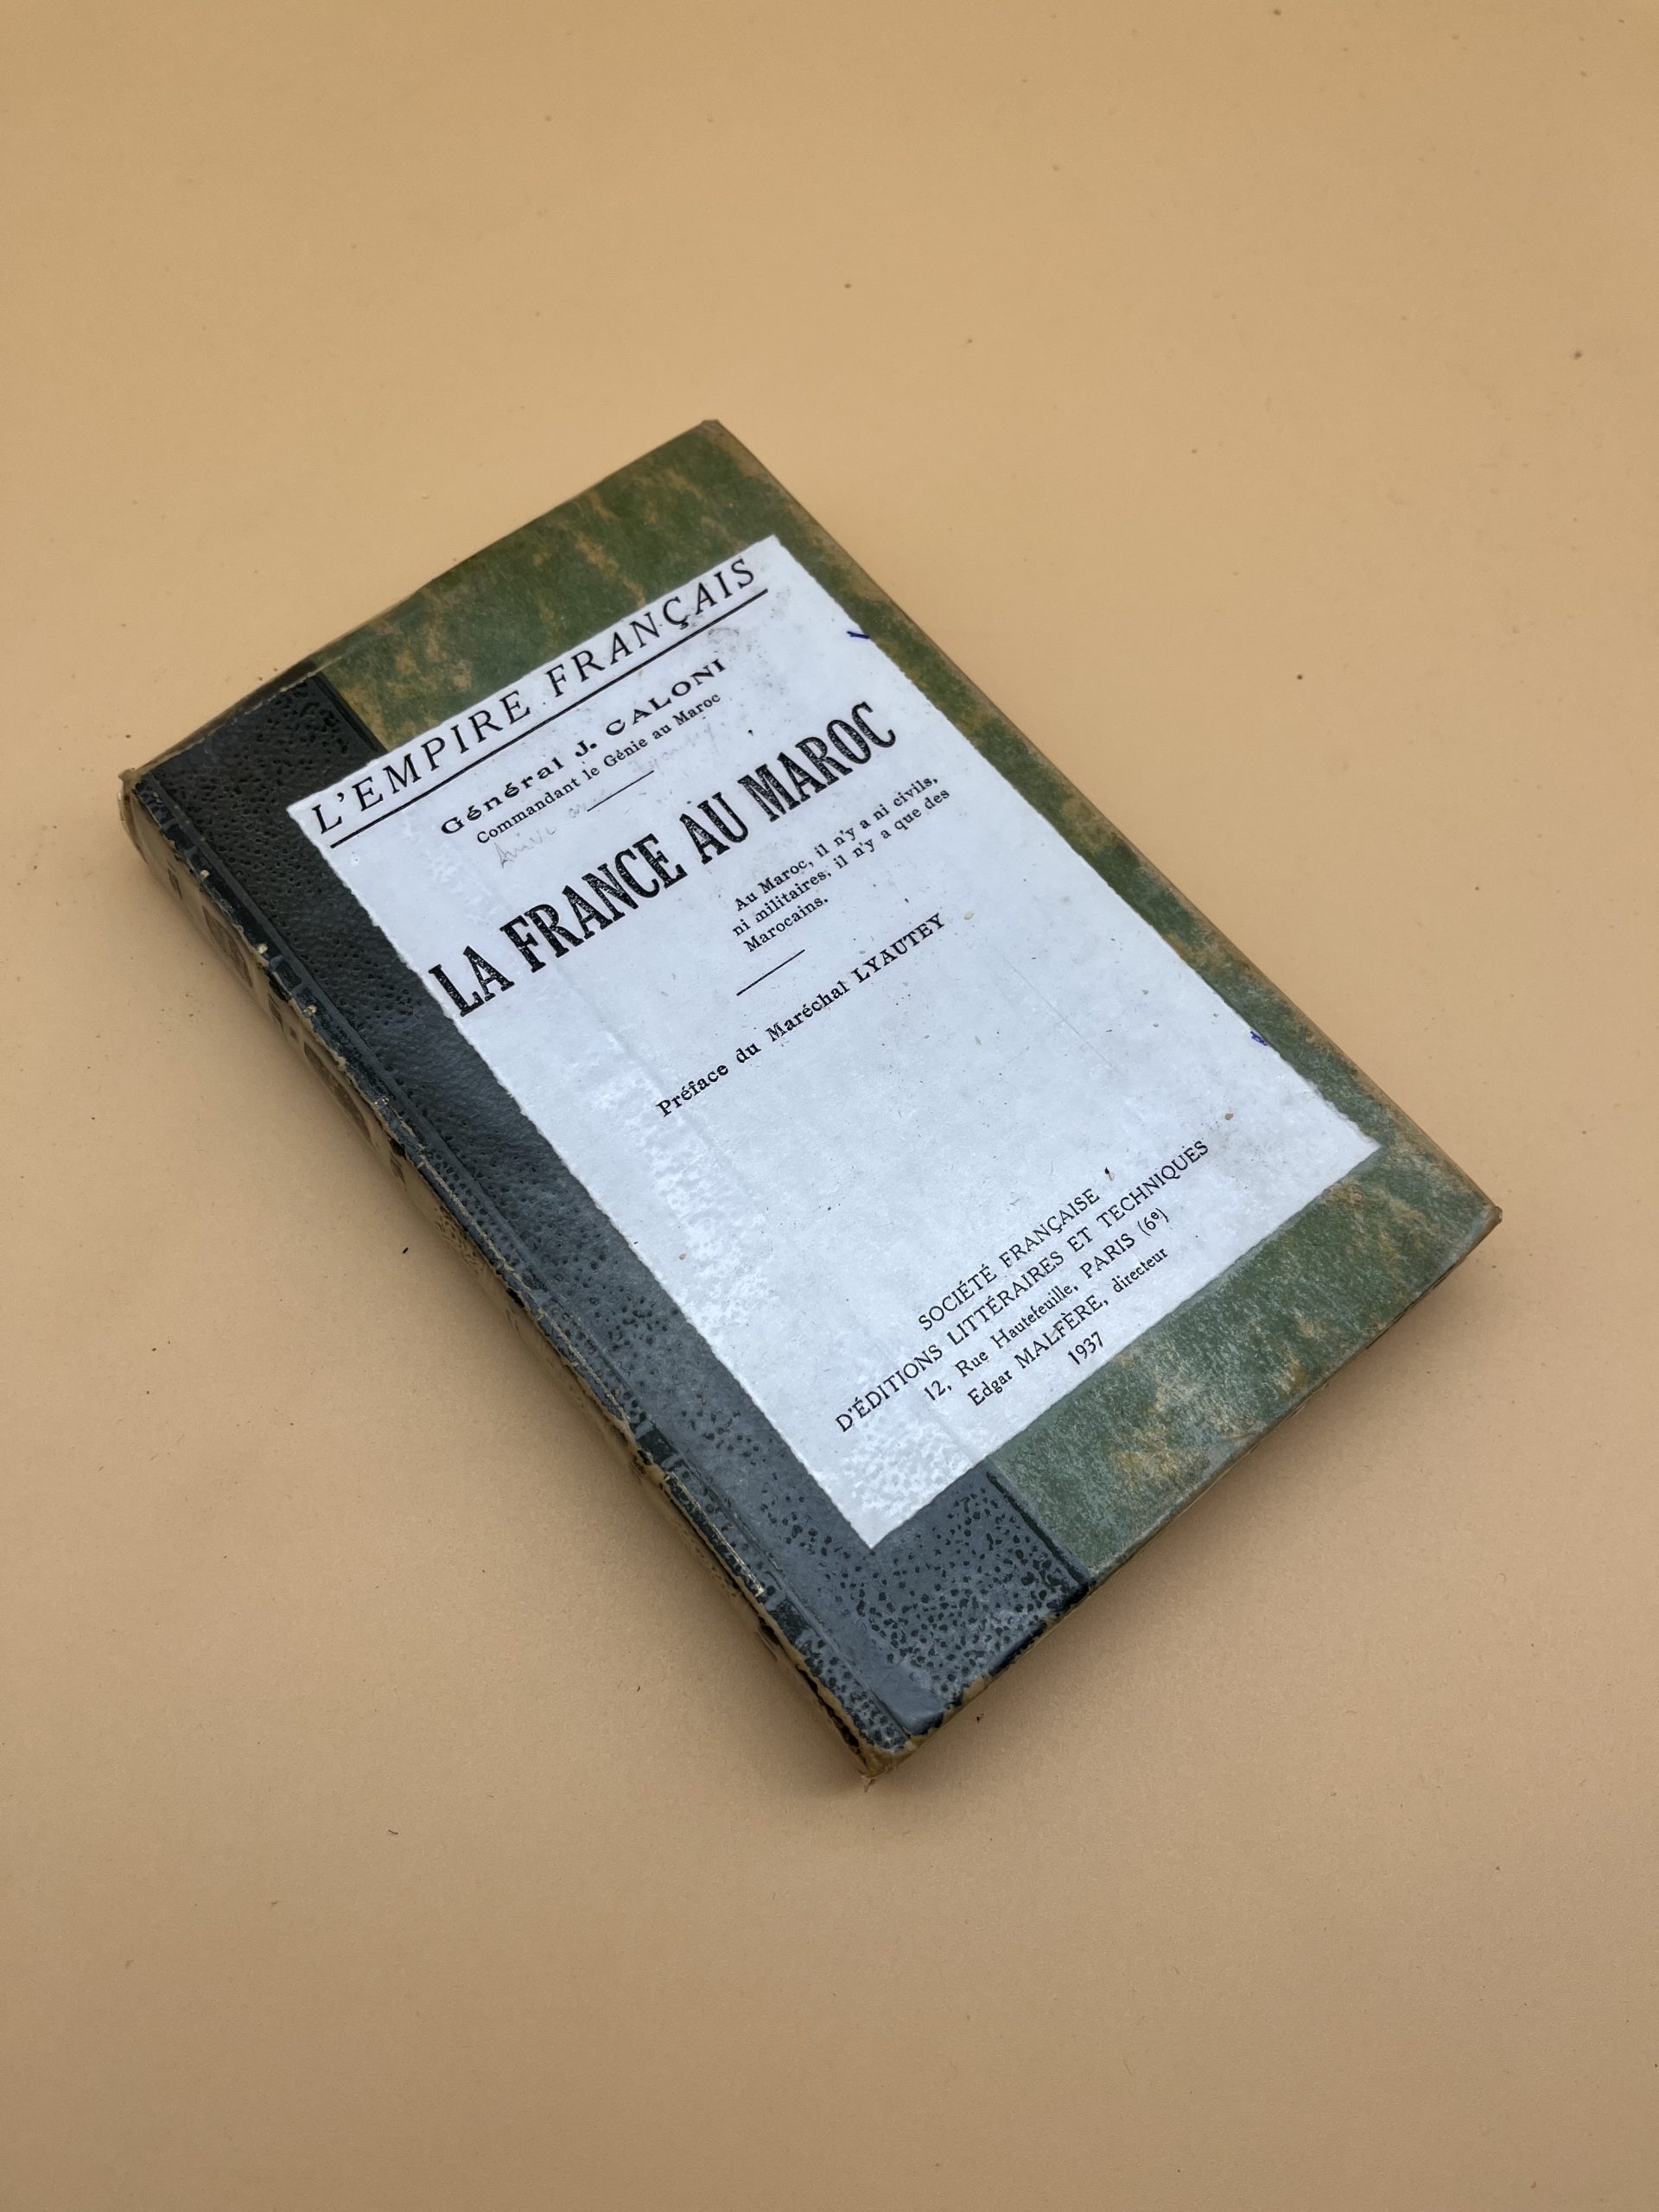 L'EMPIRE FRANÇAIS
Général J. CALONI
Commandant le Génie au Maroc
LA FRANCE AU MAROC
Au Maroc, il n'y a ni civils,
ni militaires; il n'y a que des
Marocains.
Préface du Maréchal LYAUTEY
SOCIÉTÉ FRANÇAISE
D'ÉDITIONS LITTÉRAIRES ET TECHNIQUES
12, Rue Hautefeuille, PARIS (6e)
Edgar MALFÈRE, directeur
1937